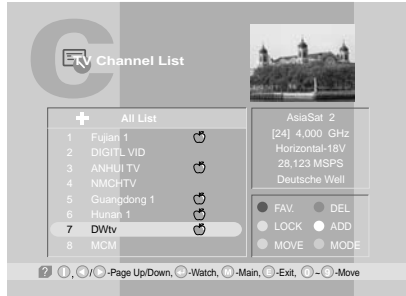 C
TV Channel List
All List
1 Fujian 1
2 DIGITL VID
3 ANHUI TV
4 NMCHTV
5 Guangdong 1
6 Hunan 1
7 DWtv
8 MCM
AsiaSat 2
[24] 4,000 GHz
Horizontal-18V
28,123 MSPS
Deutsche Well
FAV. DEL
LOCK ADD
MOVE MODE
? , / -Page Up/Down, -Watch, M -Main, E -Exit, 0 ~ 9 -Move